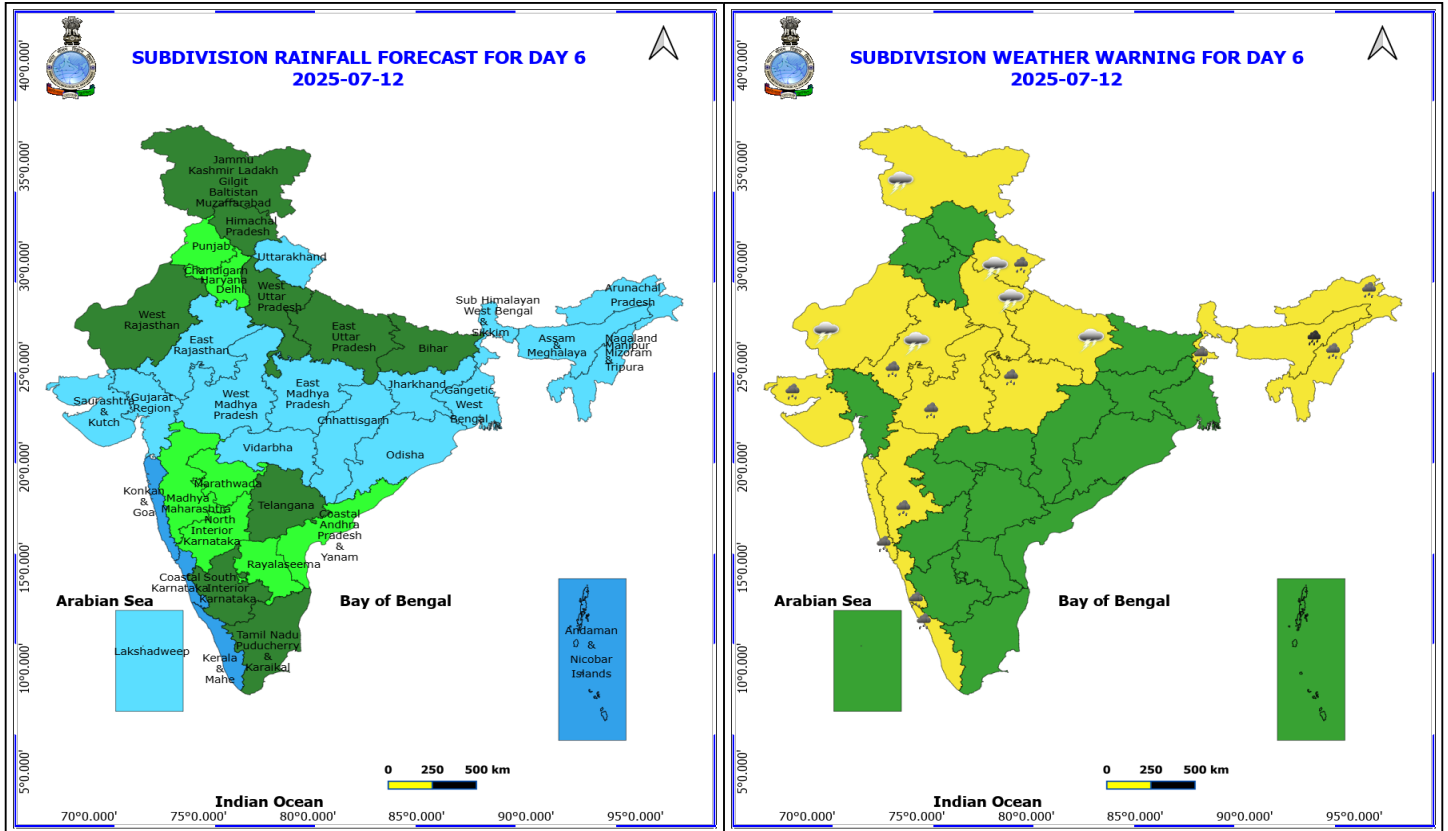 SUBDIVISION RAINFALL FORECAST FOR DAY 6
2025-07-12
40°0.000'
35°0.000'
30°0.000'
25°0.000'
20°0.000'
15°0.000'
10°0.000'
5°0.000'
Jammu
Kashmir Ladakh
Gilgit
Baltistan
Muzaffarabad
Himachal
Pradesh
Punjab
Uttarakhand
Chandigarh
Haryana
Delhi
West
Uttar
Pradesh
West
Rajasthan
East
Rajasthan
East
Uttar
Pradesh
Bihar
Sub Himalayan
West Bengal
&
Sikkim
Arunachal
Pradesh
Assam
&
Meghalaya
Nagaland
Manipur
Mizoram
&
Tripura
Saurashtra
&
Kutch
Gujarat
Region
West
Madhya
Pradesh
East
Madhya
Pradesh
Jharkhand
Gangetic
West
Bengal
Chhattisgarh
Vidarbha
Odisha
Konkan
&
Goa
Madhya
Maharashtra
Marathwada
North
Interior
Karnataka
Telangana
Coastal
Andhra
Pradesh
&
Yanam
Rayalaseema
Coastal
Karnataka
South
Interior
Karnataka
Arabian Sea
Bay of Bengal
Lakshadweep
Kerala
&
Mahe
Tamil Nadu
Puducherry
&
Karaikal
Andaman
&
Nicobar
Islands
0 250 500 km
Indian Ocean
70°0.000' 75°0.000' 80°0.000' 85°0.000' 90°0.000' 95°0.000'
SUBDIVISION WEATHER WARNING FOR DAY 6
2025-07-12
40°0.000'
35°0.000'
30°0.000'
25°0.000'
20°0.000'
15°0.000'
10°0.000'
5°0.000'
Arabian Sea
Bay of Bengal
0 250 500 km
Indian Ocean
70°0.000' 75°0.000' 80°0.000' 85°0.000' 90°0.000' 95°0.000'